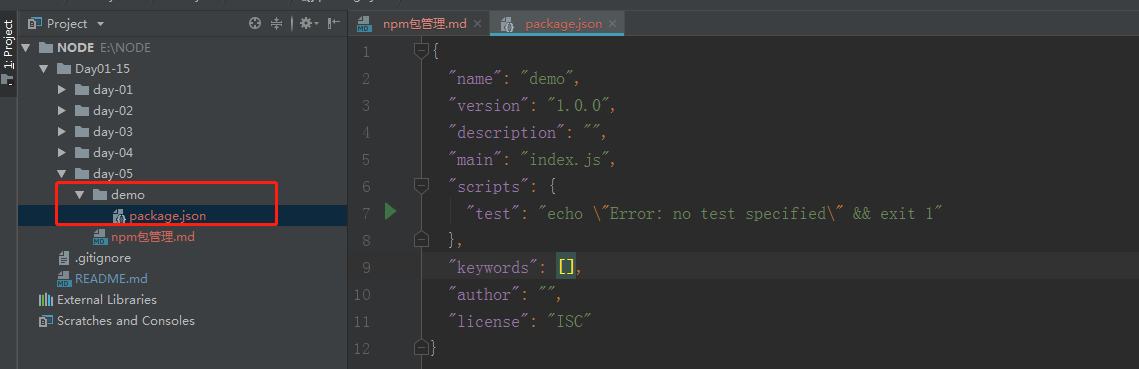 1: Project
Project
NODE E:\NODE
Day01-15
day-01
day-02
day-03
day-04
day-05
demo
package.json
npm包管理.md
.gitignore
README.md
External Libraries
Scratches and Consoles
npm包管理.md
package.json
1 {
2 "name": "demo",
3 "version": "1.0.0",
4 "description": "",
5 "main": "index.js",
6 "scripts": {
7 "test": "echo \"Error: no test specified\" && exit 1"
8 },
9 "keywords": [],
10 "author": "",
11 "license": "ISC"
12 }